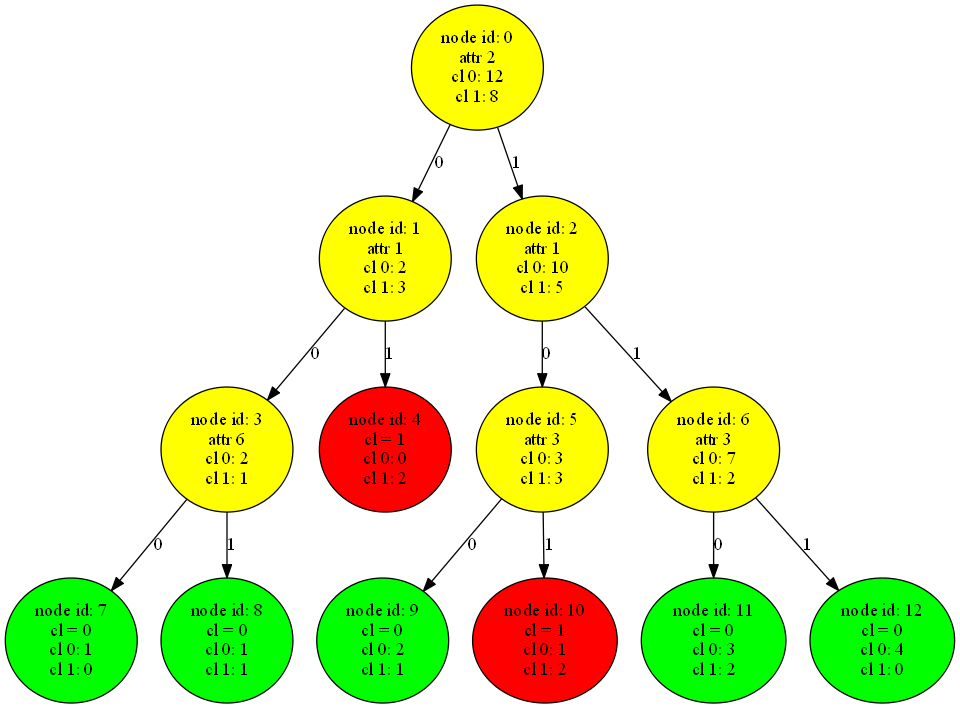 node id: 0
attr 2
cl 0: 12
cl 1: 8
0
1
node id: 1
attr 1
cl 0: 2
cl 1: 3
node id: 2
attr 1
cl 0: 10
cl 1: 5
0
1
0
1
node id: 3
attr 6
cl 0: 2
cl 1: 1
node id: 4
cl = 1
cl 0: 0
cl 1: 2
node id: 5
attr 3
cl 0: 3
cl 1: 3
node id: 6
attr 3
cl 0: 7
cl 1: 2
0
1
0
1
0
1
node id: 7
cl = 0
cl 0: 1
cl 1: 0
node id: 8
cl = 0
cl 0: 1
cl 1: 1
node id: 9
cl = 0
cl 0: 2
cl 1: 1
node id: 10
cl = 1
cl 0: 1
cl 1: 2
node id: 11
cl = 0
cl 0: 3
cl 1: 2
node id: 12
cl = 0
cl 0: 4
cl 1: 0